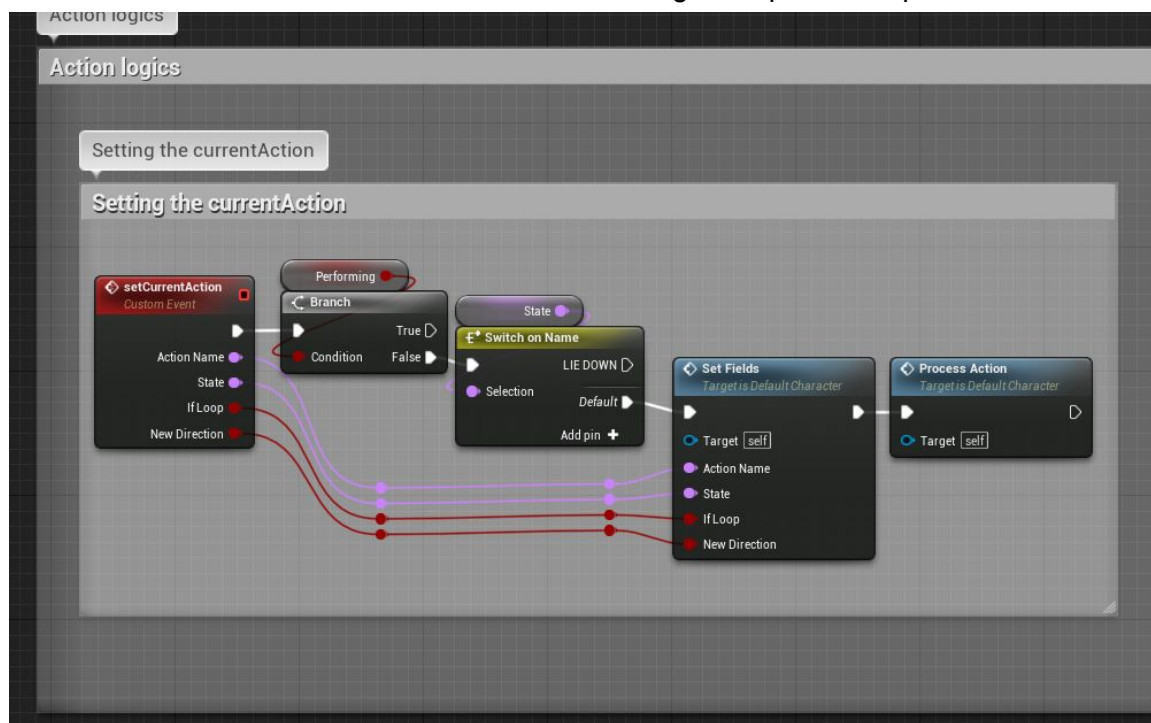 Action logics
Action logics
Setting the currentAction
Setting the currentAction
setCurrentAction
Custom Event
Action Name
State
If Loop
New Direction
Performing
Branch
True
Condition False
State
Switch on Name
LIE DOWN
Selection
Default
Add pin +
Set Fields
Target is Default Character
Target self
Action Name
State
If Loop
New Direction
Process Action
Target is Default Character
Target self